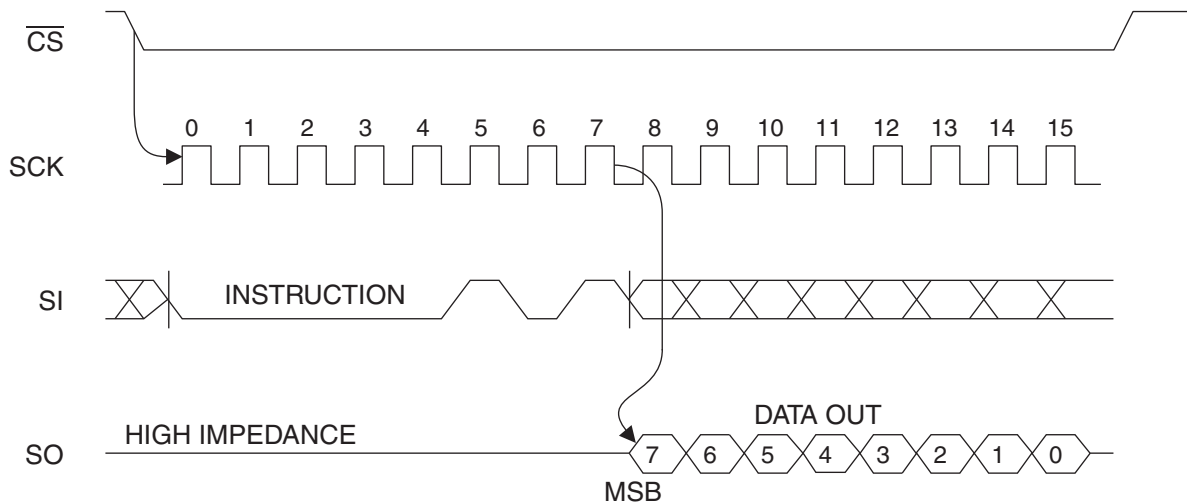 C̅S̅
0 1 2 3 4 5 6 7 8 9 10 11 12 13 14 15
SCK
SI
INSTRUCTION
DATA OUT
HIGH IMPEDANCE
SO
7 6 5 4 3 2 1 0
MSB